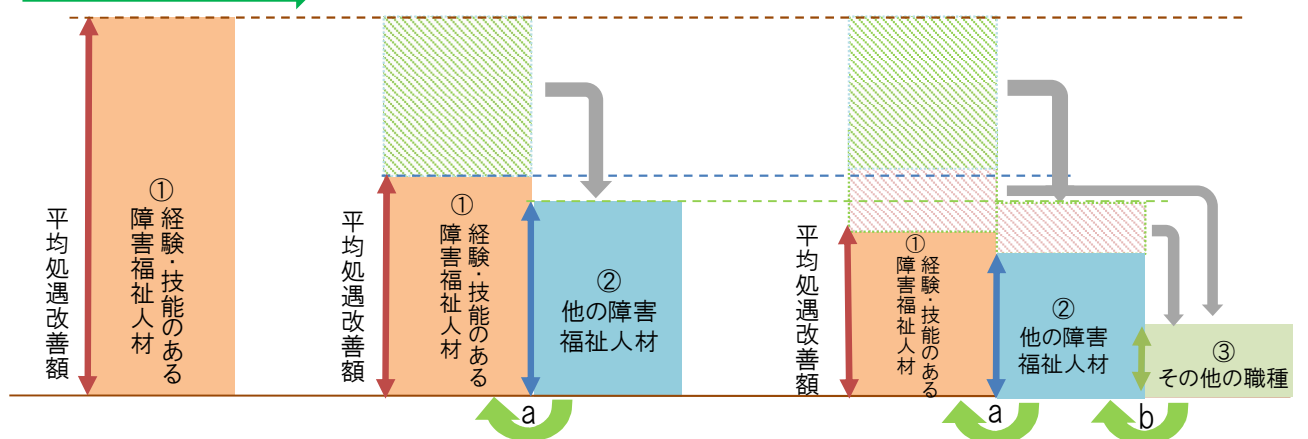 平均処遇改善額
①
経験・技能のある
障害福祉人材
平均処遇改善額
①
経験・技能のある
障害福祉人材
②
他の障害
福祉人材
a
平均処遇改善額
①
経験・技能のある
障害福祉人材
②
他の障害
福祉人材
③
その他の職種
a
b